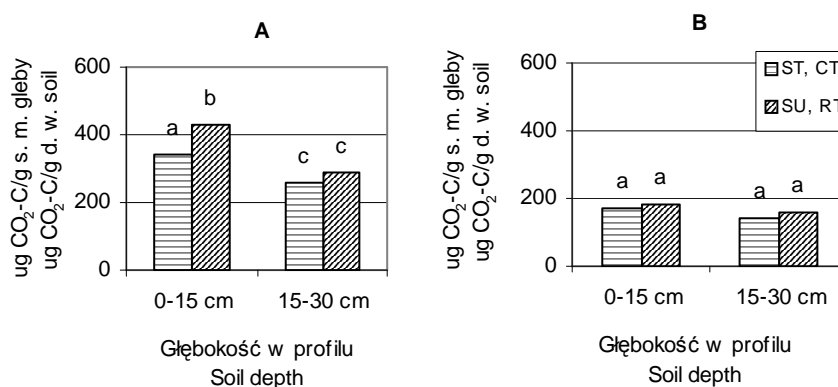 A
ug CO₂-C/g s. m. gleby
ug CO₂-C/g d. w. soil
600
400
200
0
a
b
c
c
0-15 cm
15-30 cm
Głębokość w profilu
Soil depth
B
ug CO₂-C/g s. m. gleby
ug CO₂-C/g d. w. soil
600
400
200
0
a
a
a
a
ST, CT
SU, RT
0-15 cm
15-30 cm
Głębokość w profilu
Soil depth